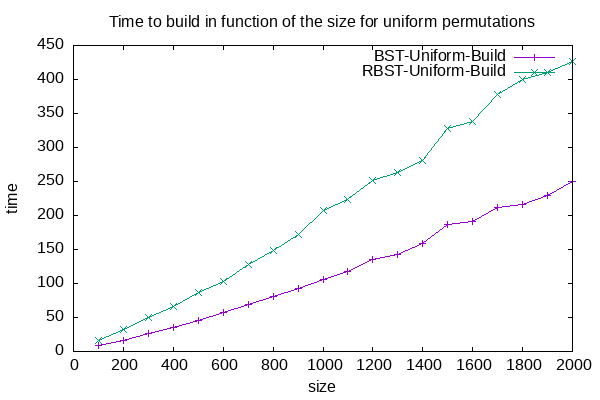 Time to build in function of the size for uniform permutations
450
400
350
300
250
200
150
100
50
0
time
BST-Uniform-Build
RBST-Uniform-Build
0 200 400 600 800 1000 1200 1400 1600 1800 2000
size